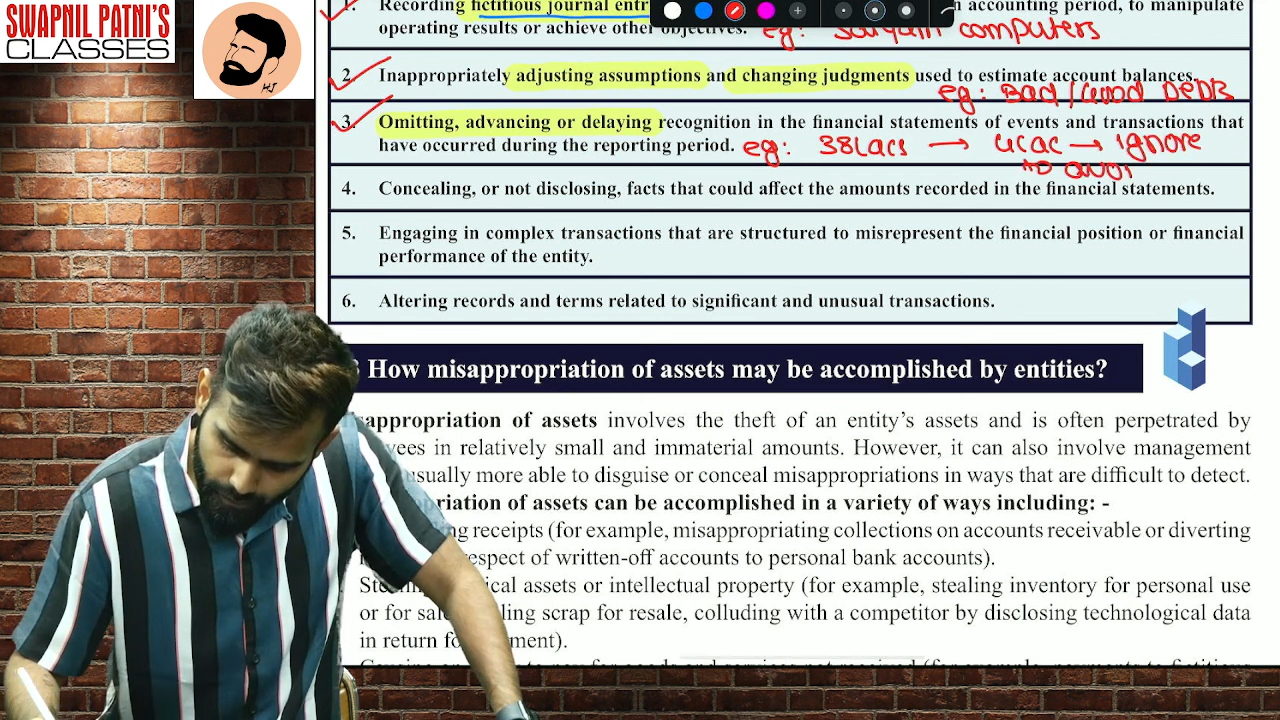 SWAPNIL PATNI'S
CLASSES
1. Recording fictitious journal entr accounting period, to manipulate
operating results or achieve other objectives. eg: computers
2. Inappropriately adjusting assumptions and changing judgments used to estimate account balances.
eg: Bad/Good Debts
3. Omitting, advancing or delaying recognition in the financial statements of events and transactions that
have occurred during the reporting period. eg: 38Lacs → → ignore
4. Concealing, or not disclosing, facts that could affect the amounts recorded in the financial statements.
5. Engaging in complex transactions that are structured to misrepresent the financial position or financial
performance of the entity.
6. Altering records and terms related to significant and unusual transactions.
How misappropriation of assets may be accomplished by entities?
appropriation of assets involves the theft of an entity's assets and is often perpetrated by
in relatively small and immaterial amounts. However, it can also involve management
usually more able to disguise or conceal misappropriations in ways that are difficult to detect.
priation of assets can be accomplished in a variety of ways including: -
receipts (for example, misappropriating collections on accounts receivable or diverting
respect of written-off accounts to personal bank accounts).
ical assets or intellectual property (for example, stealing inventory for personal use
or for sale ling scrap for resale, colluding with a competitor by disclosing technological data
in return fo ment).